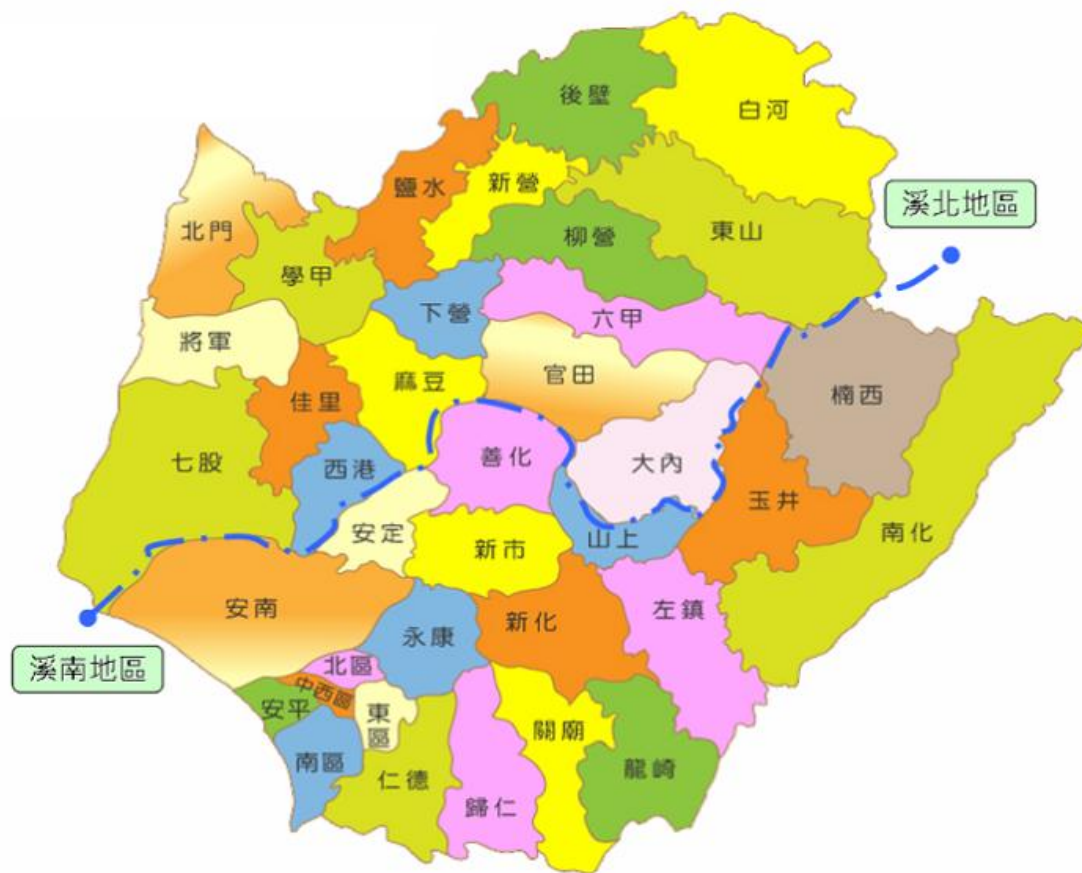 後壁
白河
鹽水
新營
溪北地區
北門
柳營
東山
學甲
下營
六甲
將軍
官田
麻豆
楠西
佳里
善化
大內
七股
西港
玉井
南化
安定
新市
山上
安南
新化
左鎮
永康
溪南地區
北區
中西區
安平
東區
關廟
南區
龍崎
仁德
歸仁